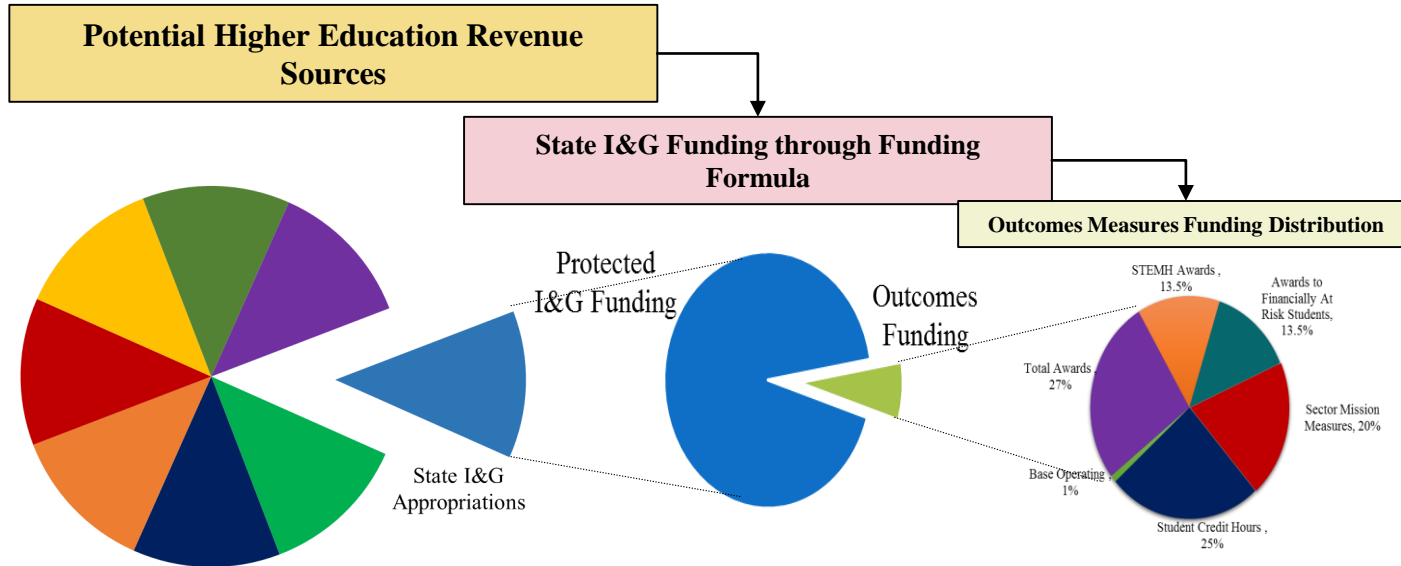 Potential Higher Education Revenue
Sources
State I&G Funding through Funding
Formula
Outcomes Measures Funding Distribution
Protected
I&G Funding
State I&G
Appropriations
Outcomes
Funding
STEMH Awards ,
13.5%
Awards to
Financially At
Risk Students,
13.5%
Total Awards ,
27%
Sector Mission
Measures, 20%
Base Operating ,
1%
Student Credit Hours ,
25%